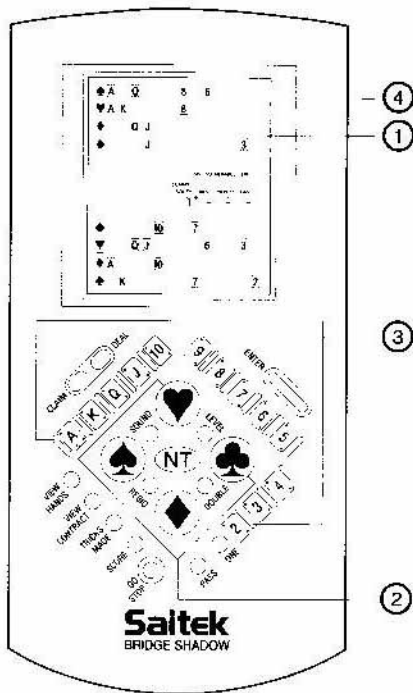 ♠ A Q 8 6
♥ A K 8
♦ Q J
♣ J 3
4
1
♠ 10 7
♥ Q J 6 3
♦ A 10
♣ K 7 2
3
CLAIM DEAL
A K Q J 10
9 8 7 6 5
ENTER
SOUND LEVEL
NT
DOUBLE
VIEW HANDS
VIEW CONTRACT
TRICKS MADE
SCORE
GO STOP
PASS ONE 2 3 4
2
Saitek
BRIDGE SHADOW